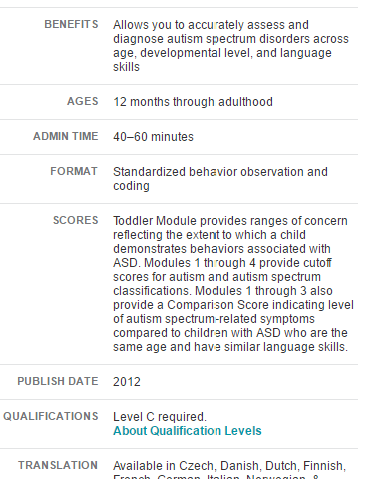 BENEFITS Allows you to accurately assess and
diagnose autism spectrum disorders across
age, developmental level, and language
skills
AGES 12 months through adulthood
ADMIN TIME 40–60 minutes
FORMAT Standardized behavior observation and
coding
SCORES Toddler Module provides ranges of concern
reflecting the extent to which a child
demonstrates behaviors associated with
ASD. Modules 1 through 4 provide cutoff
scores for autism and autism spectrum
classifications. Modules 1 through 3 also
provide a Comparison Score indicating level
of autism spectrum-related symptoms
compared to children with ASD who are the
same age and have similar language skills.
PUBLISH DATE 2012
QUALIFICATIONS Level C required.
About Qualification Levels
TRANSLATION Available in Czech, Danish, Dutch, Finnish,
French, German, Italian, Norwegian, &